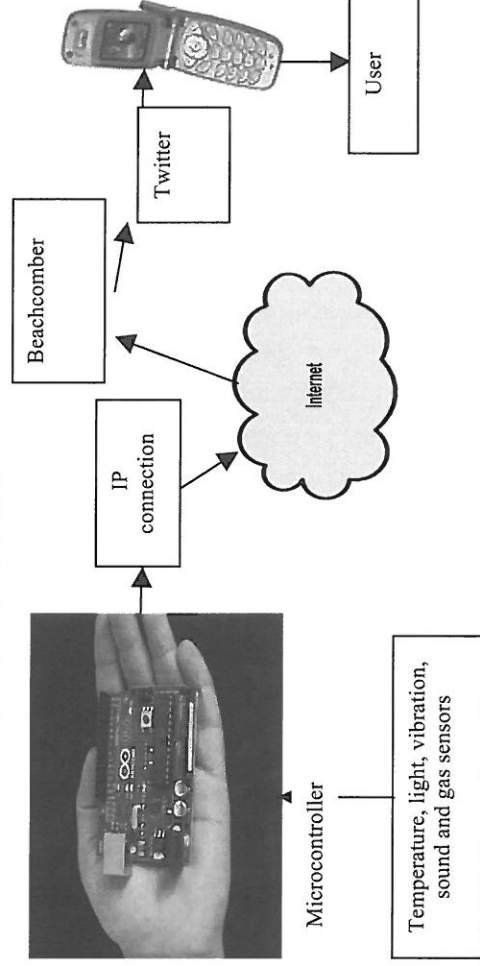 Beachcomber
Twitter
IP
connection
Internet
User
Microcontroller
Temperature, light, vibration,
sound and gas sensors